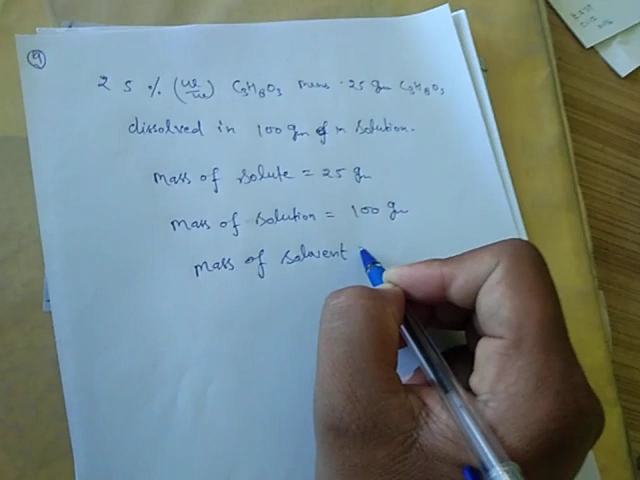 9
25 % (w/w) C3H8O3 means 25 gm C3H8O3
dissolved in 100 gm of solution.
mass of solute = 25 gm
mass of solution = 100 gm
mass of solvent